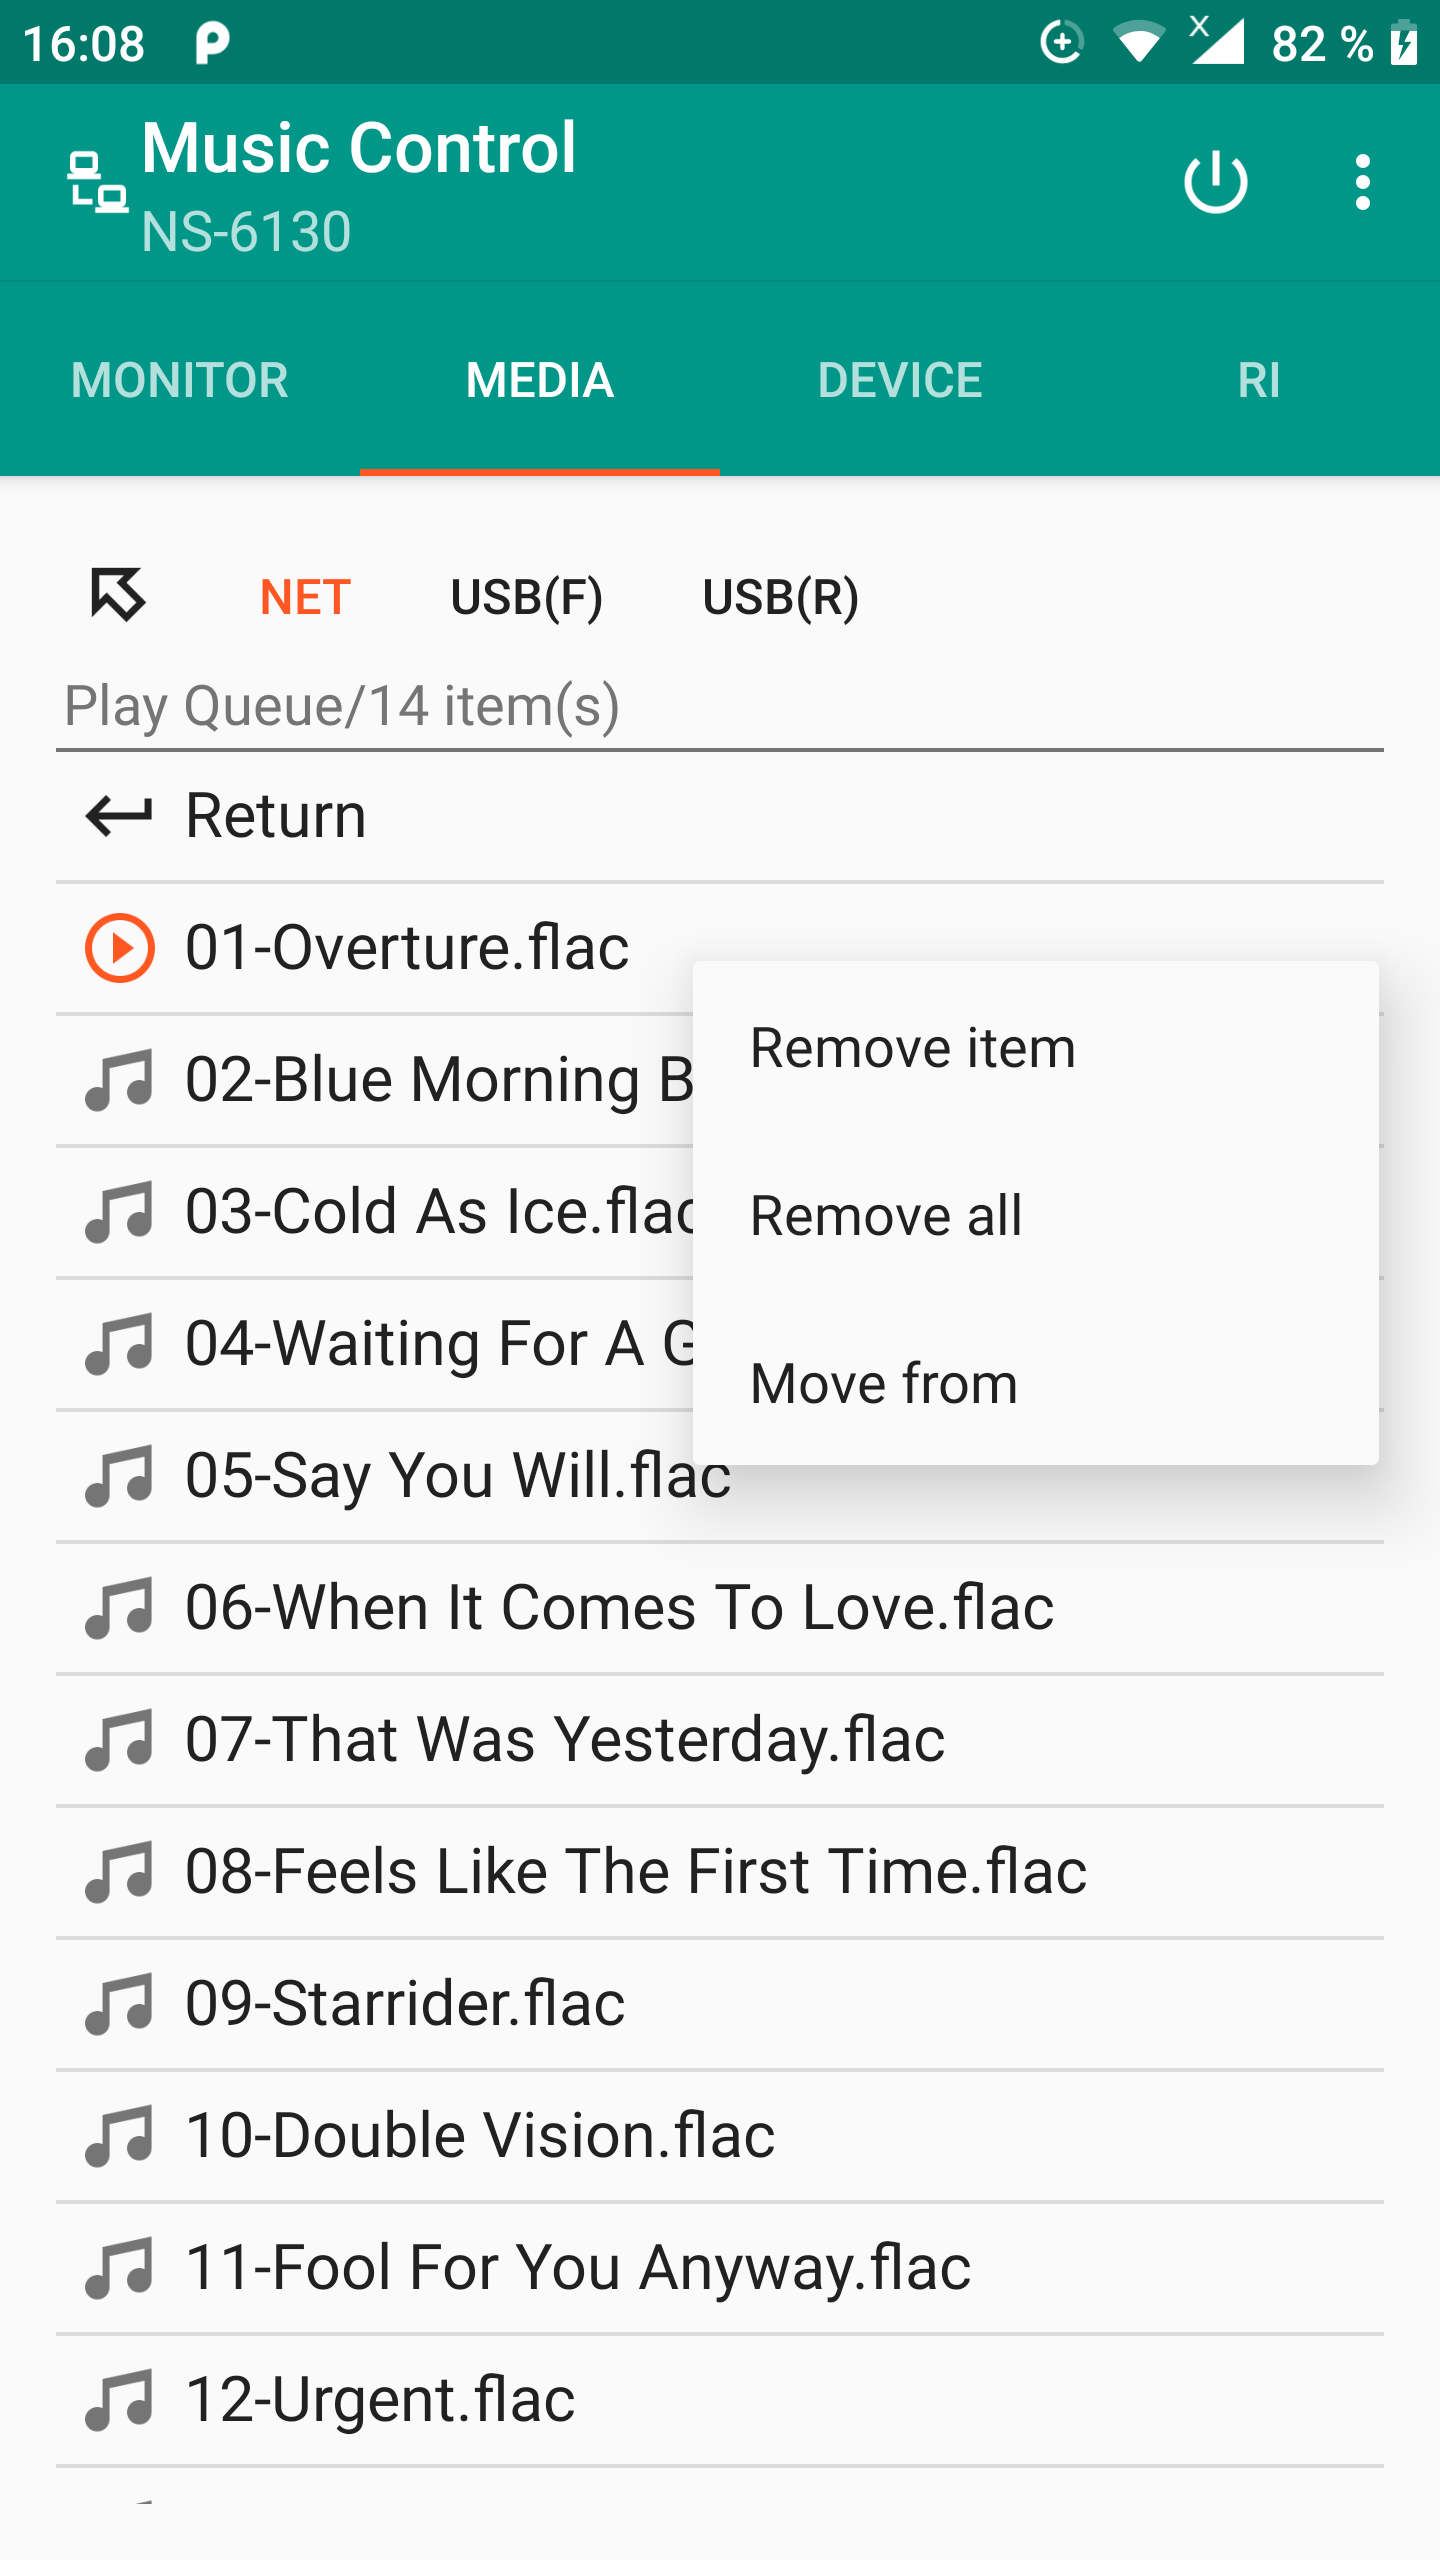 16:08
82 %
Music Control
NS-6130
MONITOR MEDIA DEVICE RI
NET USB(F) USB(R)
Play Queue/14 item(s)
Return
01-Overture.flac
Remove item
02-Blue Morning B
Remove all
03-Cold As Ice.flac
Move from
04-Waiting For A G
05-Say You Will.flac
06-When It Comes To Love.flac
07-That Was Yesterday.flac
08-Feels Like The First Time.flac
09-Starrider.flac
10-Double Vision.flac
11-Fool For You Anyway.flac
12-Urgent.flac